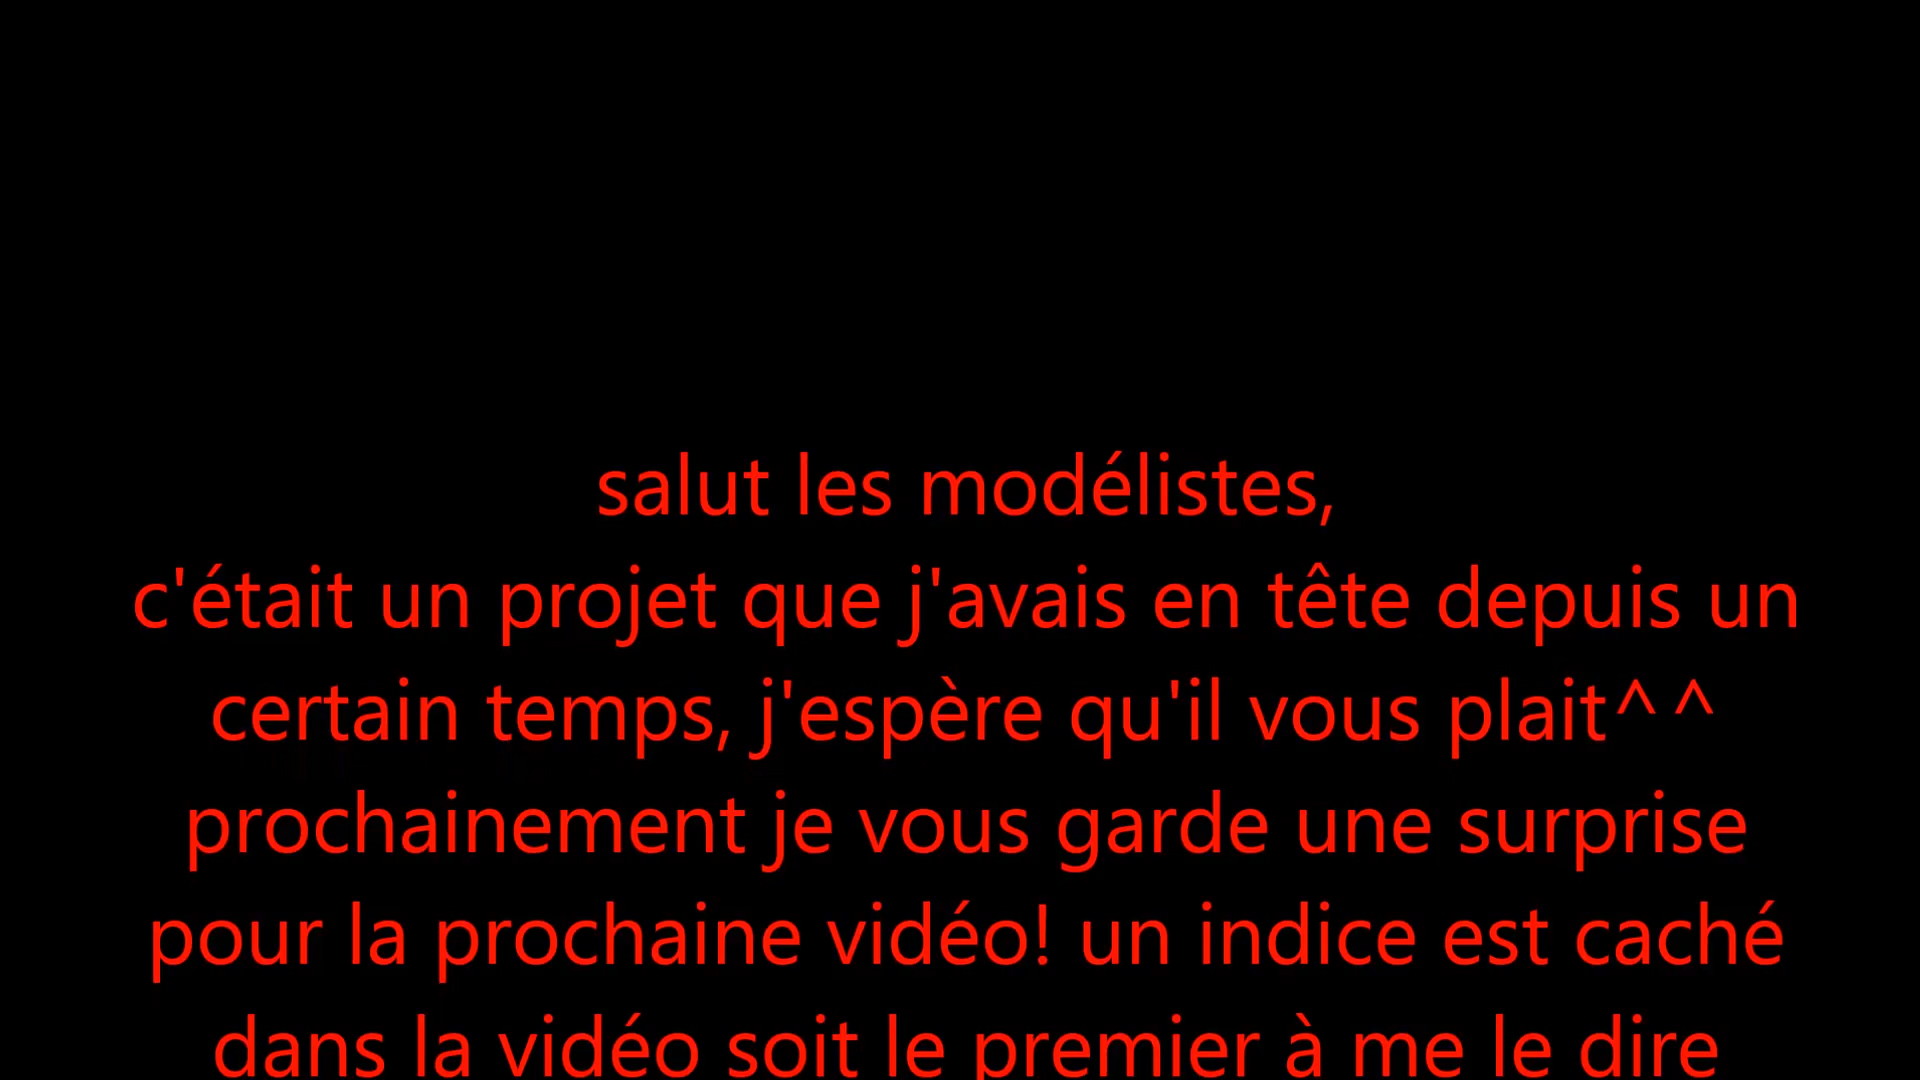 salut les modélistes,
c'était un projet que j'avais en tête depuis un
certain temps, j'espère qu'il vous plait^^
prochainement je vous garde une surprise
pour la prochaine vidéo! un indice est caché
dans la vidéo soit le premier à me le dire